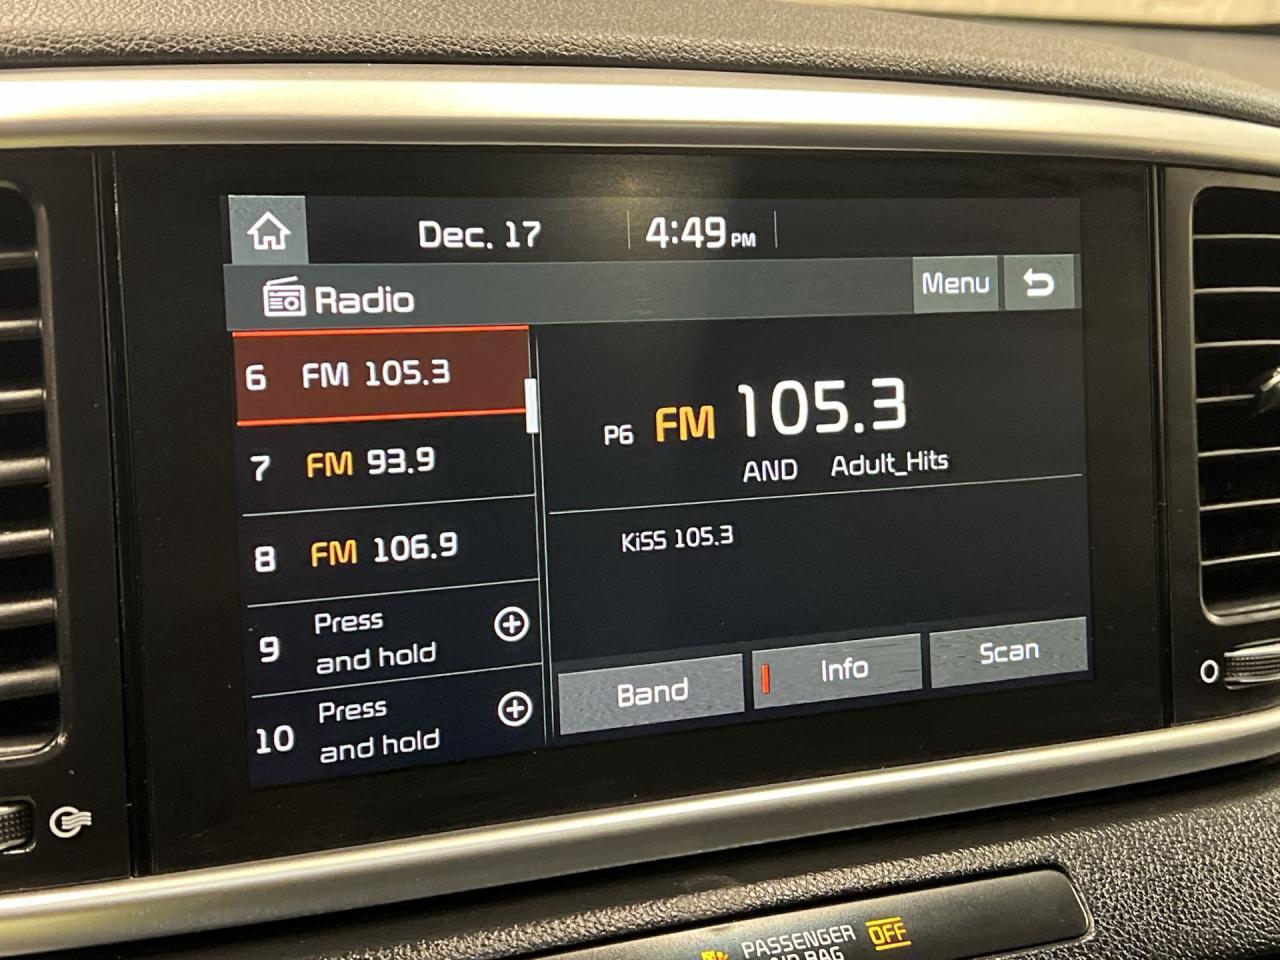 Dec. 17
4:49 PM
Radio
Menu
6 FM 105.3
7 FM 93.9
8 FM 106.9
9 Press
and hold
10 Press
and hold
P6 FM 105.3
AND Adult_Hits
KiSS 105.3
Band
Info
Scan
PASSENGER OFF
BAG